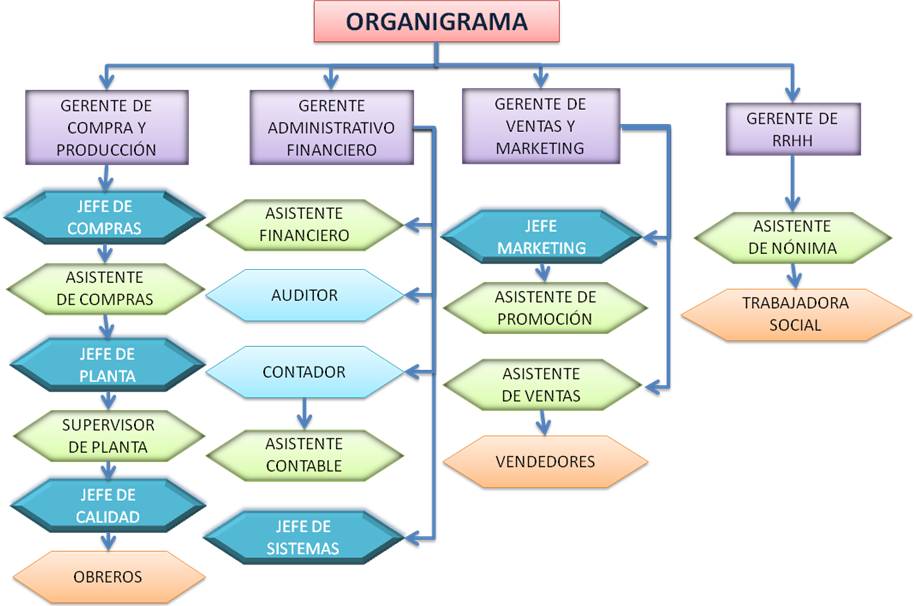 ORGANIGRAMA
GERENTE DE
COMPRA Y
PRODUCCIÓN
JEFE DE
COMPRAS
ASISTENTE
DE COMPRAS
JEFE DE
PLANTA
SUPERVISOR
DE PLANTA
JEFE DE
CALIDAD
OBREROS
GERENTE
ADMINISTRATIVO
FINANCIERO
ASISTENTE
FINANCIERO
AUDITOR
CONTADOR
ASISTENTE
CONTABLE
JEFE DE
SISTEMAS
GERENTE DE
VENTAS Y
MARKETING
JEFE
MARKETING
ASISTENTE DE
PROMOCIÓN
ASISTENTE
DE VENTAS
VENDEDORES
GERENTE DE
RRHH
ASISTENTE
DE NÓNIMA
TRABAJADORA
SOCIAL